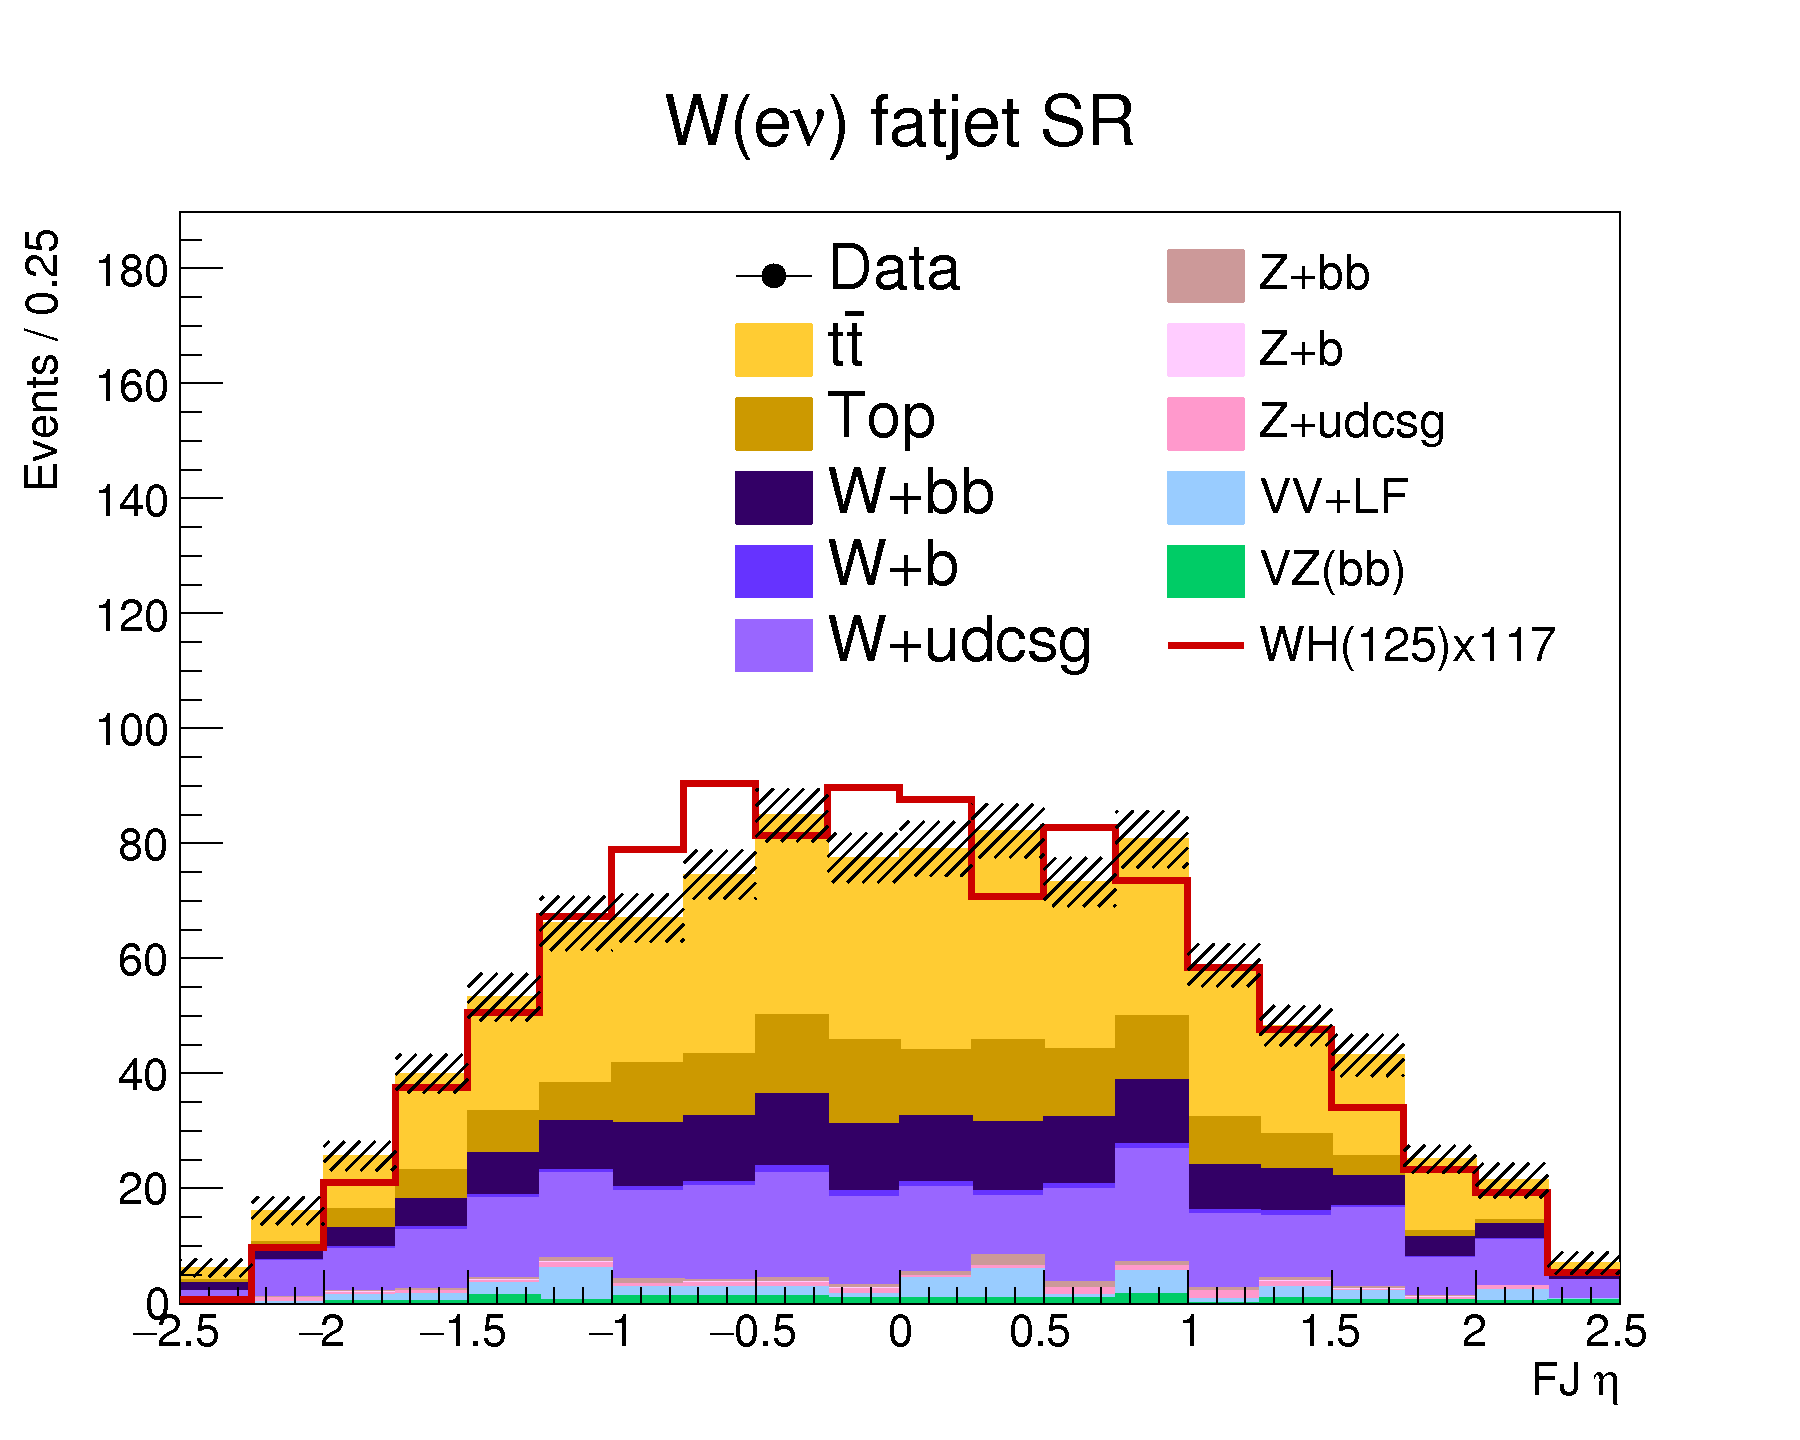 W(eν) fatjet SR
Events / 0.25
180
160
140
120
100
80
60
40
20
0
Data
tt̄
Top
W+bb
W+b
W+udcsg
Z+bb
Z+b
Z+udcsg
VV+LF
VZ(bb)
WH(125)x117
−2.5 −2 −1.5 −1 −0.5 0 0.5 1 1.5 2 2.5
FJ η